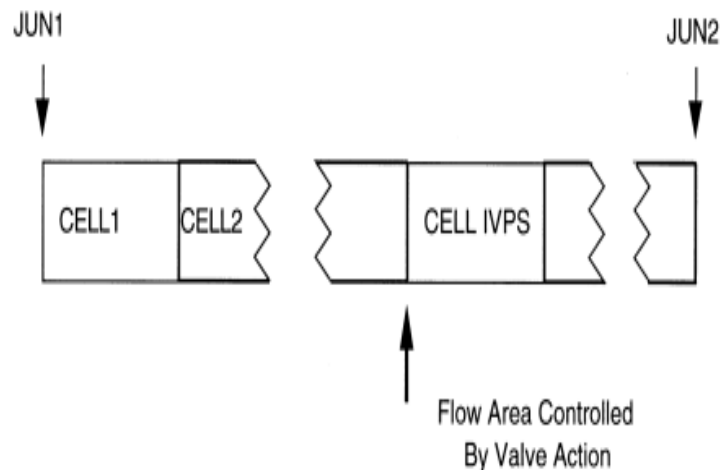 JUN1
JUN2
CELL1
CELL2
CELL IVPS
Flow Area Controlled
By Valve Action